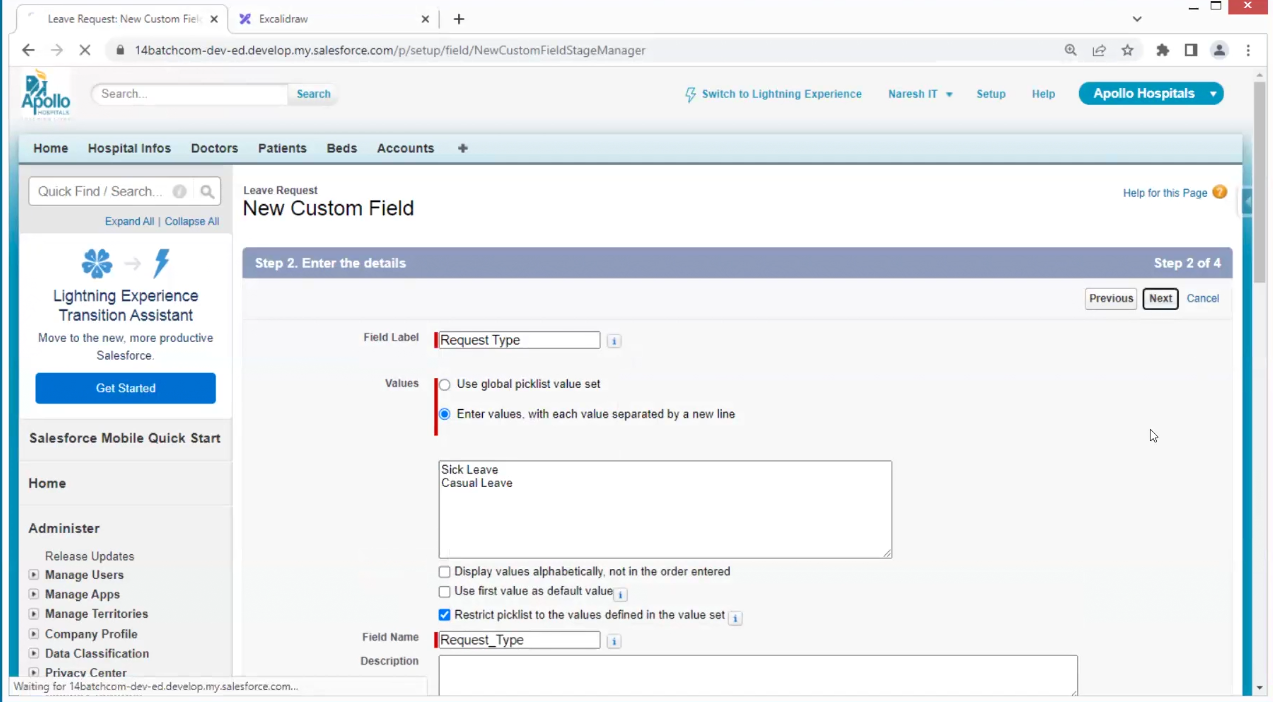 Leave Request: New Custom Fiel
Excalidraw
14batchcom-dev-ed.develop.my.salesforce.com/p/setup/field/NewCustomFieldStageManager
Apollo
HOSPITALS
Search...
Search
Switch to Lightning Experience
Naresh IT
Setup
Help
Apollo Hospitals
Home
Hospital Infos
Doctors
Patients
Beds
Accounts
Quick Find / Search...
Expand All | Collapse All
Lightning Experience
Transition Assistant
Move to the new, more productive
Salesforce.
Get Started
Salesforce Mobile Quick Start
Home
Administer
Release Updates
Manage Users
Manage Apps
Manage Territories
Company Profile
Data Classification
Privacy Center
Waiting for 14batchcom-dev-ed.develop.my.salesforce.com...
Leave Request
New Custom Field
Help for this Page
Step 2. Enter the details
Step 2 of 4
Previous
Next
Cancel
Field Label
Request Type
Values
Use global picklist value set
Enter values, with each value separated by a new line
Sick Leave
Casual Leave
Display values alphabetically, not in the order entered
Use first value as default value
Restrict picklist to the values defined in the value set
Field Name
Request_Type
Description